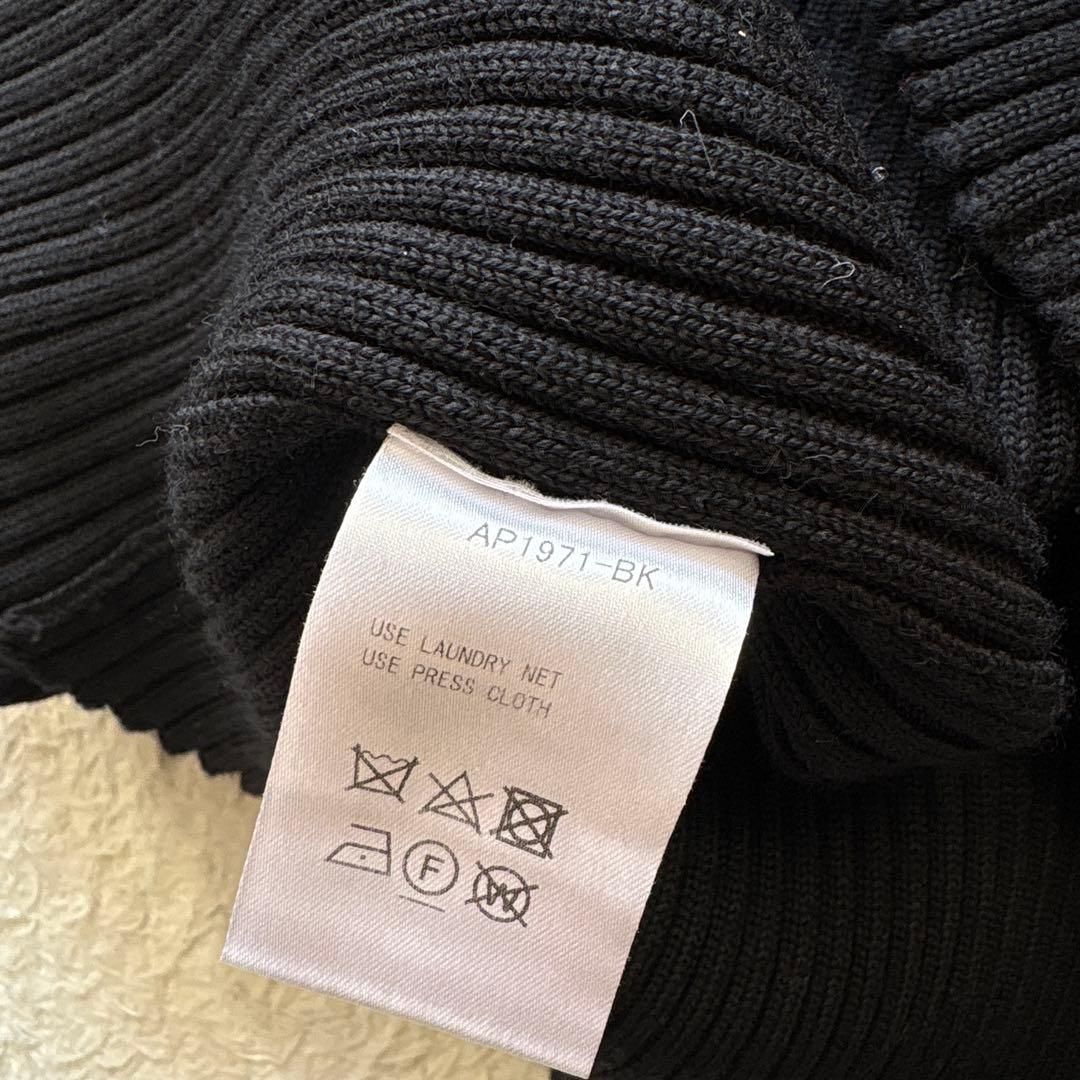 AP1971-BK
USE LAUNDRY NET
USE PRESS CLOTH
F W